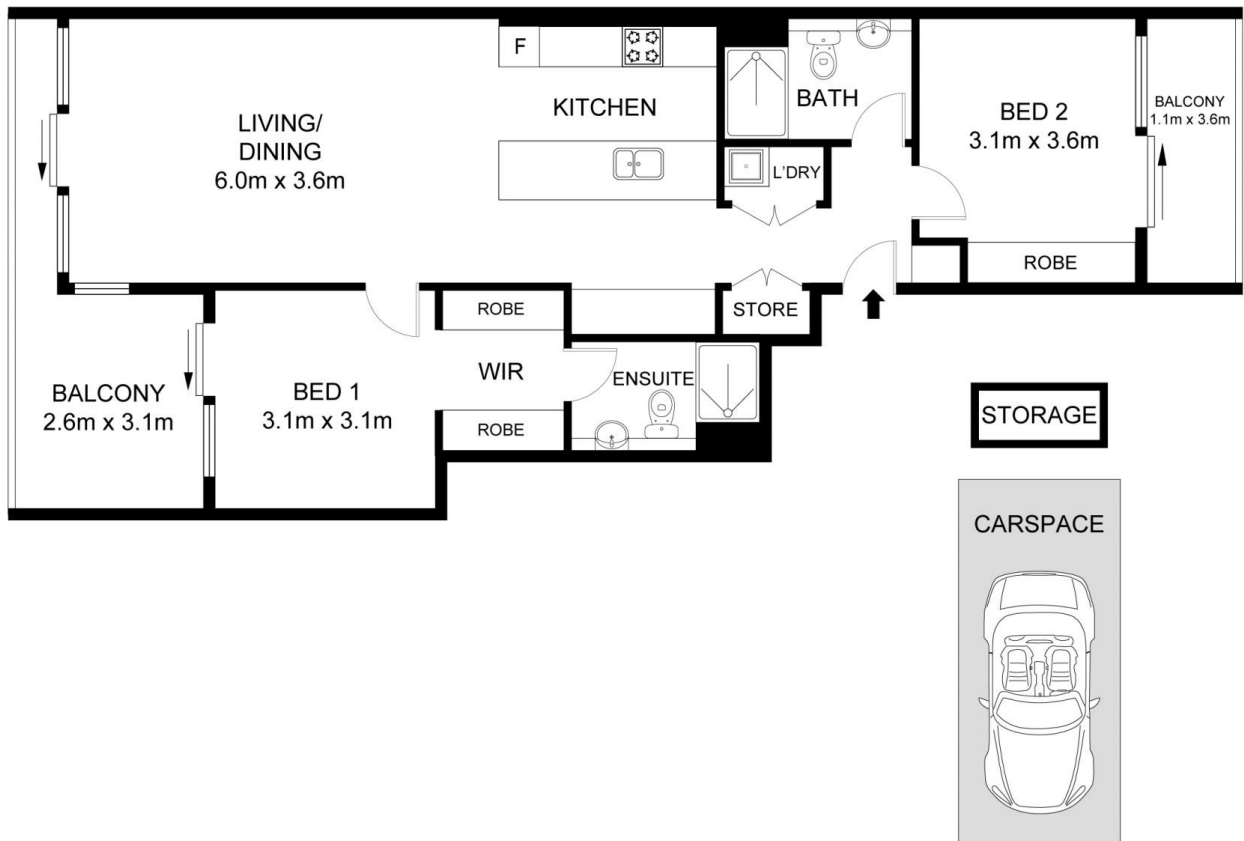 F
KITCHEN
LIVING/
DINING
6.0m x 3.6m
BATH
L'DRY
BED 2
3.1m x 3.6m
BALCONY
1.1m x 3.6m
ROBE
STORE
ROBE
WIR
ROBE
ENSUITE
BED 1
3.1m x 3.1m
BALCONY
2.6m x 3.1m
STORAGE
CARSPACE